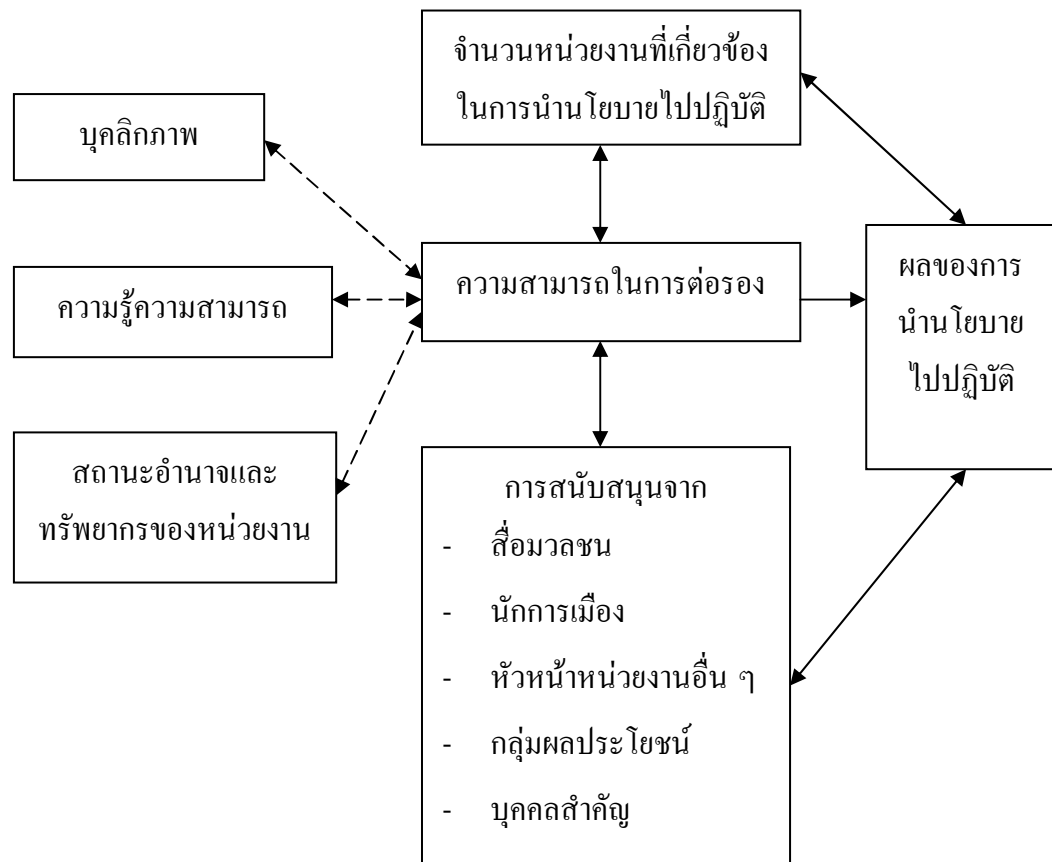 จำนวนหน่วยงานที่เกี่ยวข้อง
ในการนำนโยบายไปปฏิบัติ
บุคลิกภาพ
ความรู้ความสามารถ
สถานะอำนาจและ
ทรัพยากรของหน่วยงาน
ความสามารถในการต่อรอง
ผลของการ
นำนโยบาย
ไปปฏิบัติ
การสนับสนุนจาก
- สื่อมวลชน
- นักการเมือง
- หัวหน้าหน่วยงานอื่น ๆ
- กลุ่มผลประโยชน์
- บุคคลสำคัญ